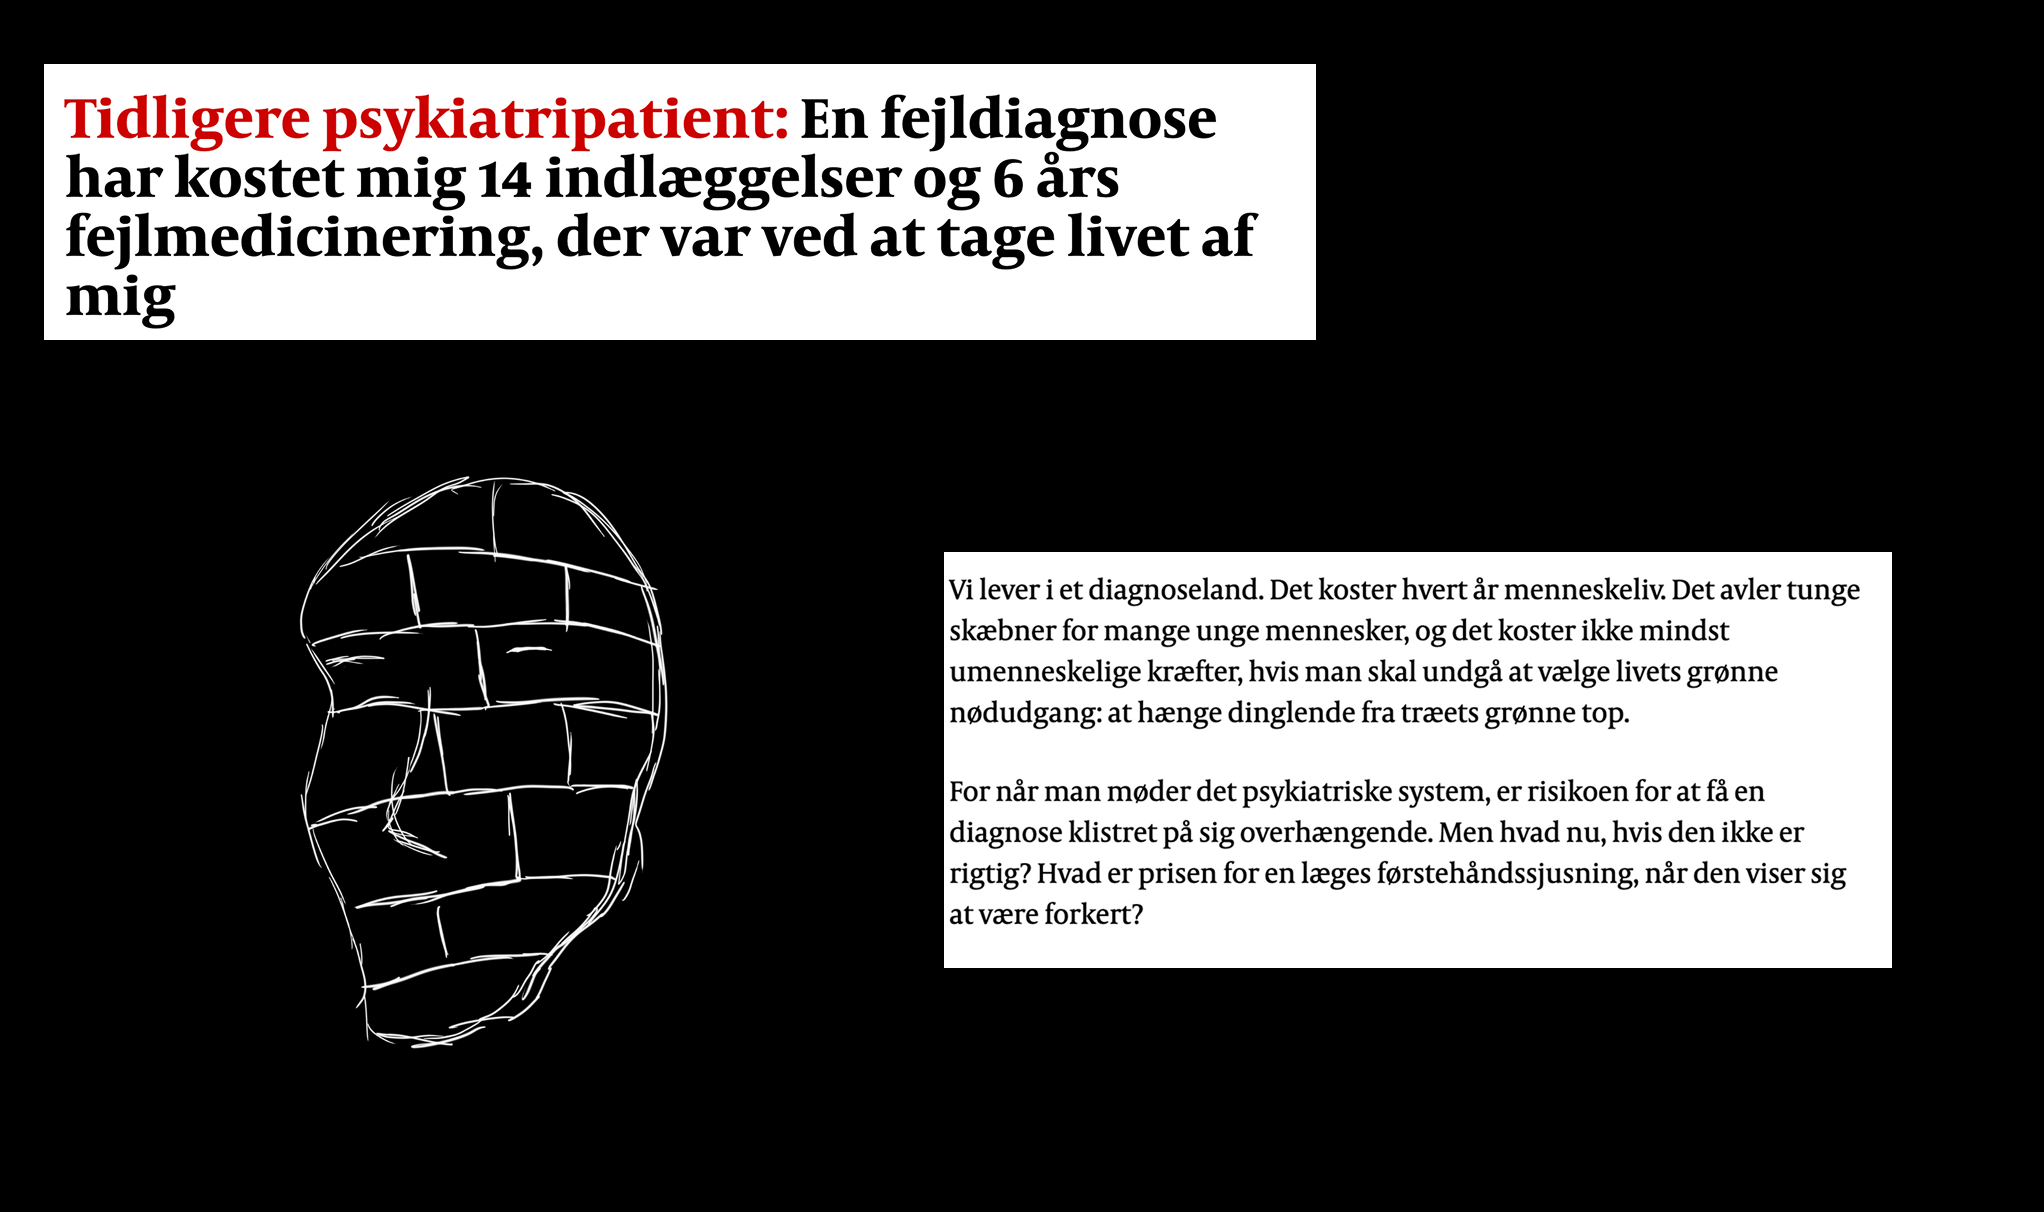 Tidligere psykiatripatient: En fejldiagnose
har kostet mig 14 indlæggelser og 6 års
fejlmedicinering, der var ved at tage livet af
mig
Vi lever i et diagnoseland. Det koster hvert år menneskeliv. Det avler tunge
skæbner for mange unge mennesker, og det koster ikke mindst
umenneskelige kræfter, hvis man skal undgå at vælge livets grønne
nødudgang: at hænge dinglende fra træets grønne top.
For når man møder det psykiatriske system, er risikoen for at få en
diagnose klistret på sig overhængende. Men hvad nu, hvis den ikke er
rigtig? Hvad er prisen for en læges førstehåndssjusning, når den viser sig
at være forkert?